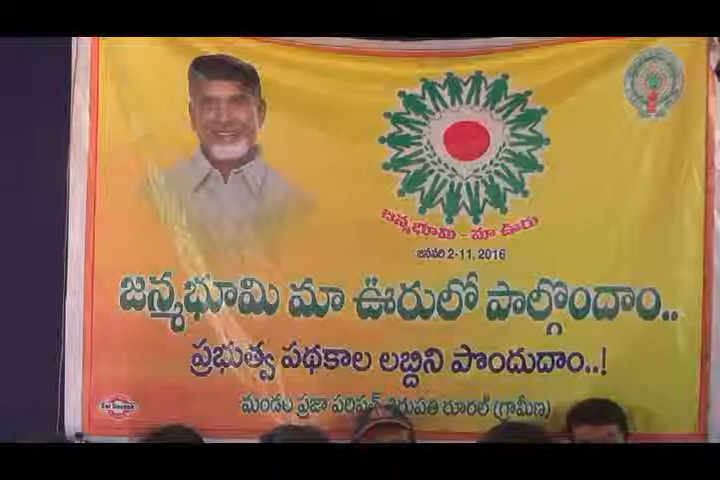 జన్మభూమి - మా ఊరు
జనవరి 2-11, 2016
జన్మభూమి మా ఊరులో పాల్గొందాం..
ప్రభుత్వ పథకాల లబ్దిని పొందుదాం..!
మండల ప్రజా పరిషత్ తిరుపతి రూరల్ (గ్రామీణ)